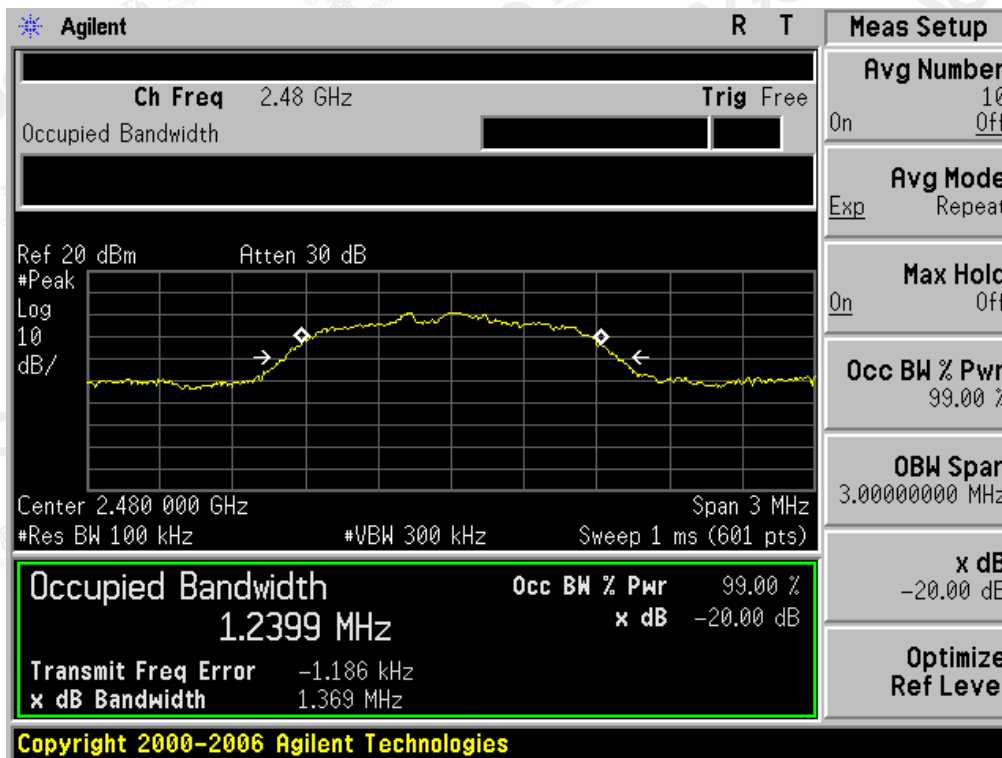 Agilent R T
Ch Freq 2.48 GHz Trig Free
Occupied Bandwidth
Ref 20 dBm Atten 30 dB
#Peak
Log
10
dB/
Center 2.480 000 GHz Span 3 MHz
#Res BW 100 kHz #VBW 300 kHz Sweep 1 ms (601 pts)
Occupied Bandwidth
1.2399 MHz
Occ BW % Pwr 99.00 %
x dB -20.00 dB
Transmit Freq Error -1.186 kHz
x dB Bandwidth 1.369 MHz
Copyright 2000-2006 Agilent Technologies
Meas Setup
Avg Number
10
On Off
Avg Mode
Exp Repeat
Max Hold
On Off
Occ BW % Pwr
99.00 %
OBW Span
3.00000000 MHz
x dB
-20.00 dB
Optimize
Ref Level